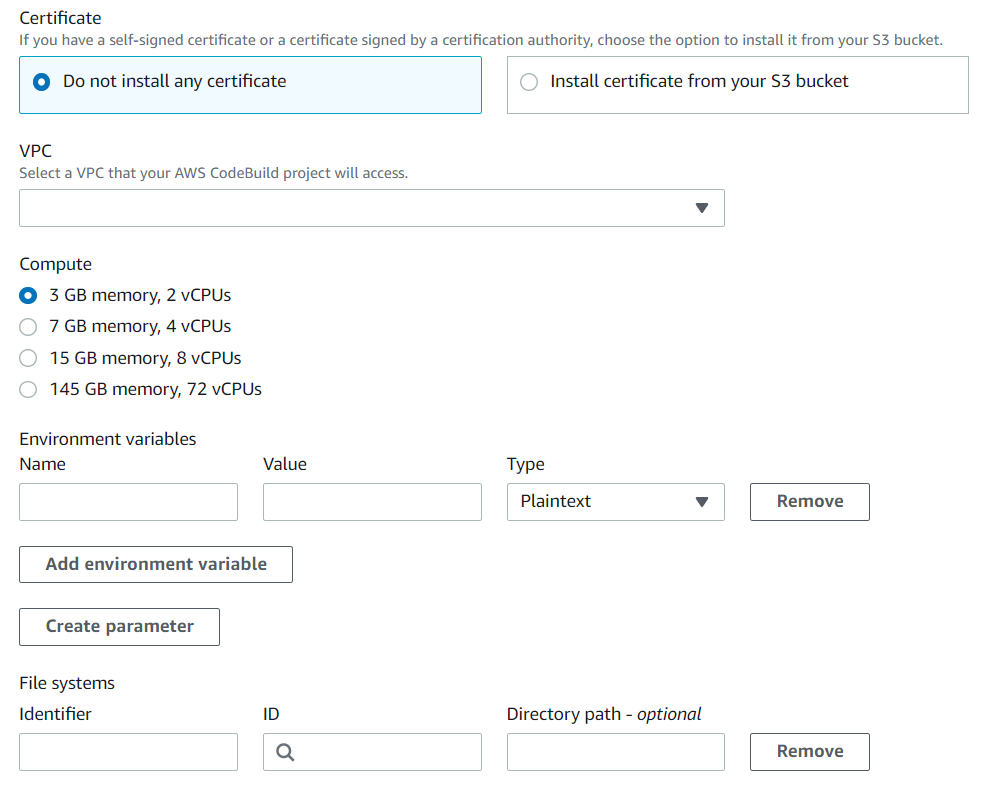 Certificate
If you have a self-signed certificate or a certificate signed by a certification authority, choose the option to install it from your S3 bucket.
Do not install any certificate
Install certificate from your S3 bucket
VPC
Select a VPC that your AWS CodeBuild project will access.
Compute
3 GB memory, 2 vCPUs
7 GB memory, 4 vCPUs
15 GB memory, 8 vCPUs
145 GB memory, 72 vCPUs
Environment variables
Name Value Type
Plaintext Remove
Add environment variable
Create parameter
File systems
Identifier ID Directory path - optional
Remove